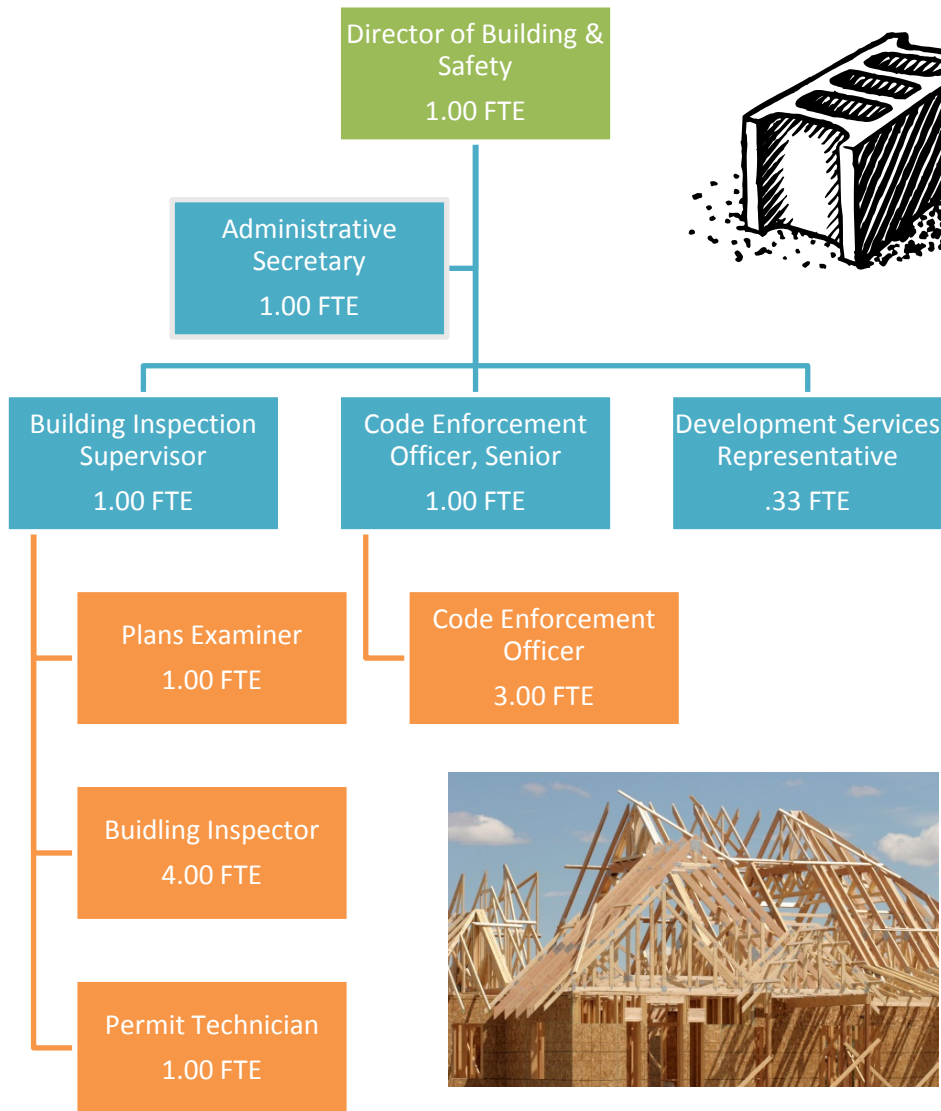 Director of Building &
Safety
1.00 FTE
Administrative
Secretary
1.00 FTE
Building Inspection
Supervisor
1.00 FTE
Code Enforcement
Officer, Senior
1.00 FTE
Development Services
Representative
.33 FTE
Plans Examiner
1.00 FTE
Code Enforcement
Officer
3.00 FTE
Buidling Inspector
4.00 FTE
Permit Technician
1.00 FTE